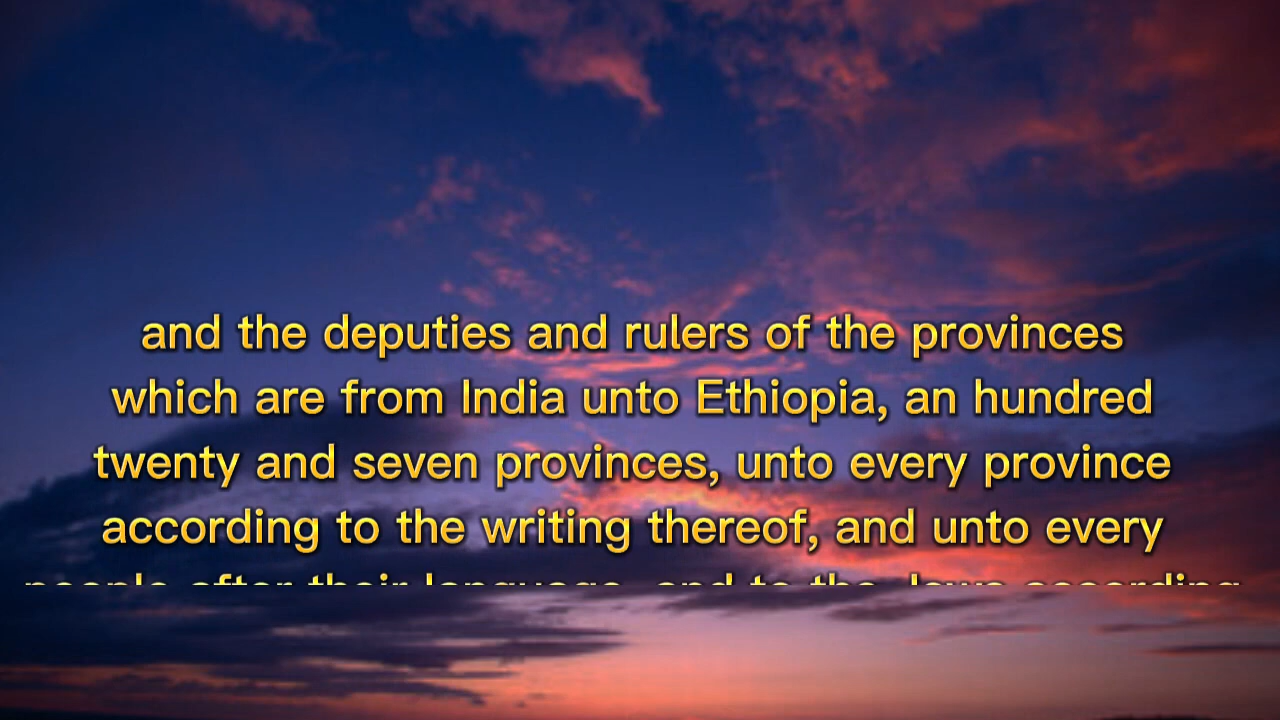 and the deputies and rulers of the provinces
which are from India unto Ethiopia, an hundred
twenty and seven provinces, unto every province
according to the writing thereof, and unto every
people after their language, and to the Jews according